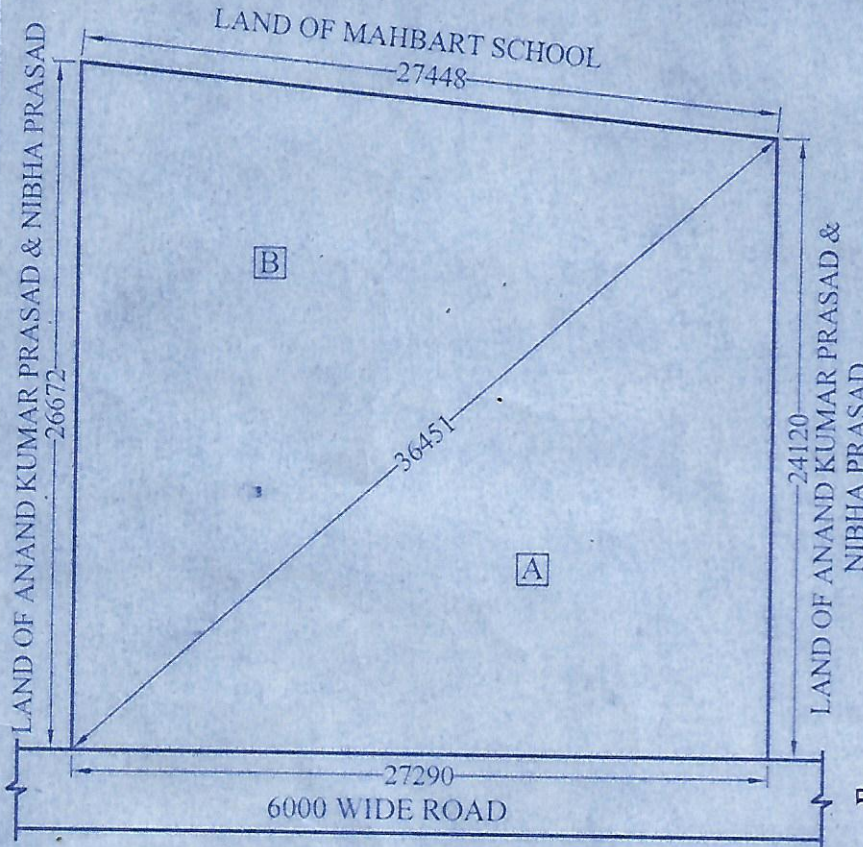 LAND OF MAHBART SCHOOL
27448
LAND OF ANAND KUMAR PRASAD & NIBHA PRASAD
26672
B
36451
A
24120
LAND OF ANAND KUMAR PRASAD &
NIBHA PRASAD
27290
6000 WIDE ROAD